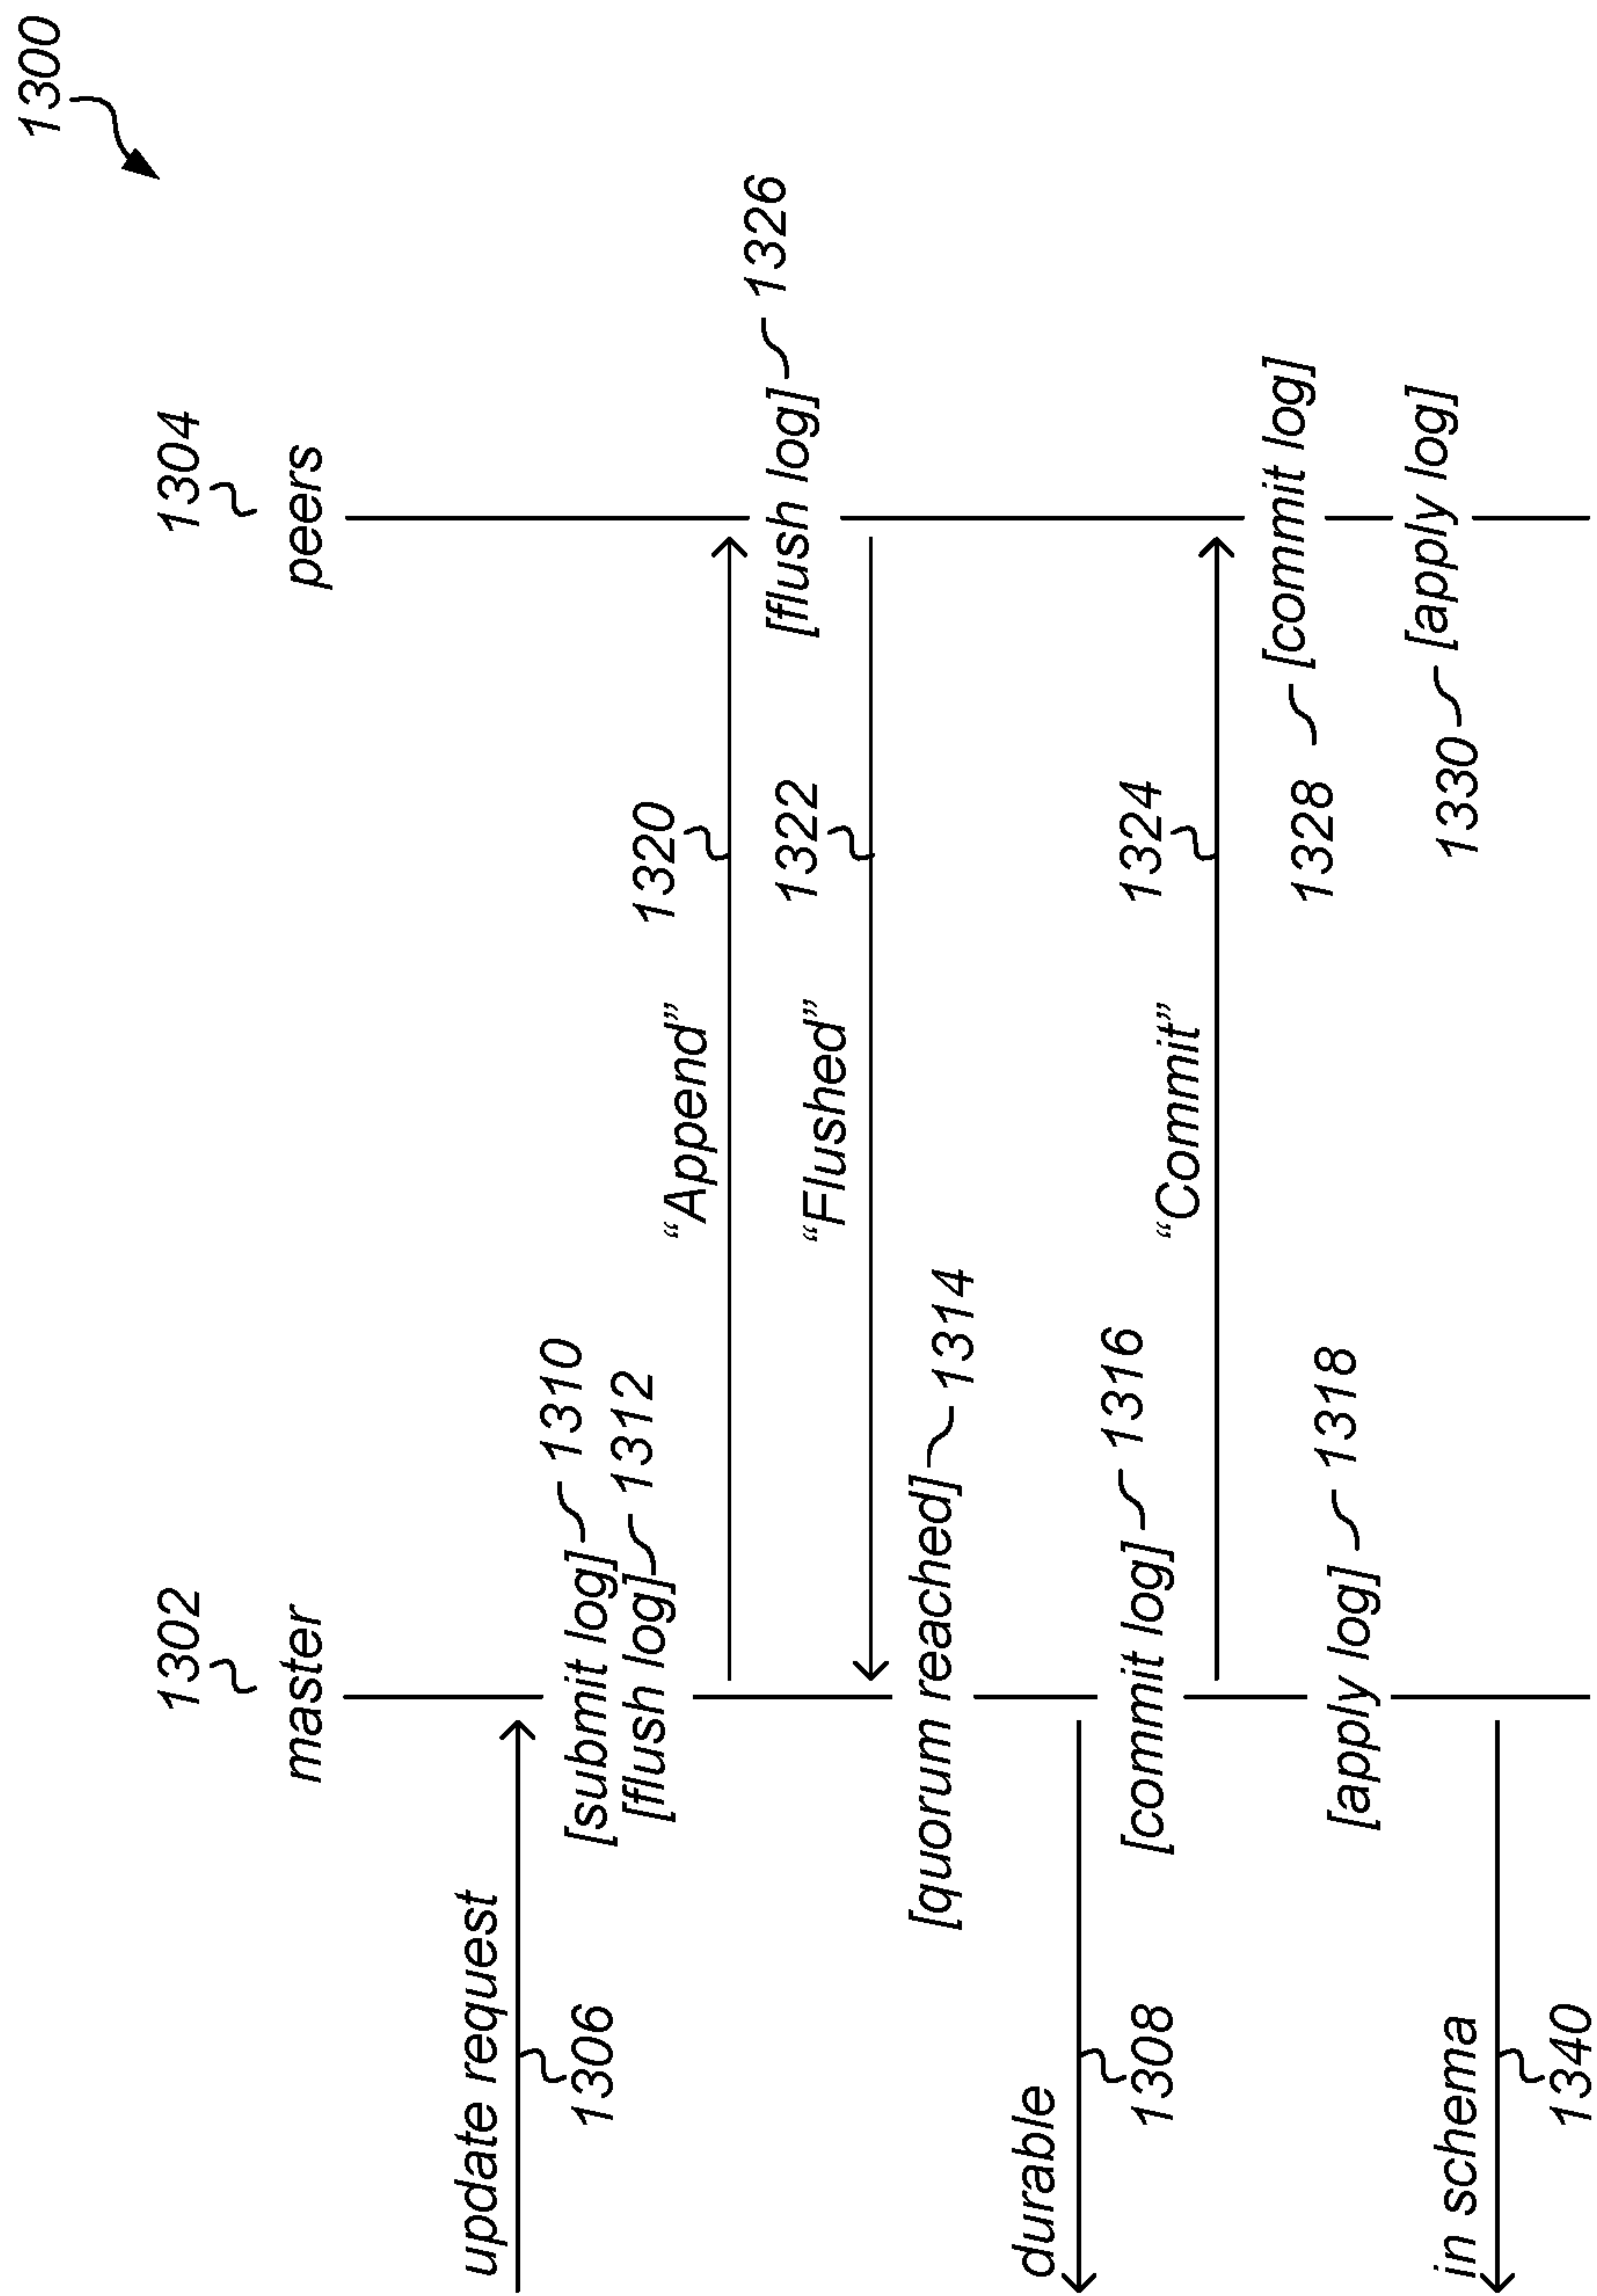 1300
1302
master
1304
peers
update request
1306
[submit log] 1310
[flush log] 1312
"Append" 1320
[flush log] 1326
"Flushed" 1322
[quorum reached] 1314
durable
1308
[commit log] 1316
"Commit" 1324
1328 [commit log]
[apply log] 1318
1330 [apply log]
in schema
1340